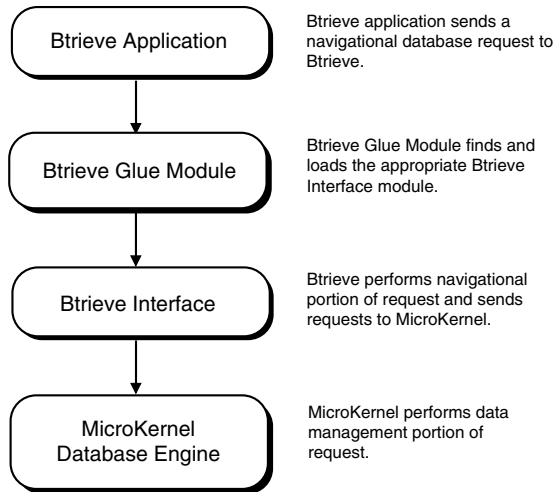 Btrieve Application
Btrieve application sends a
navigational database request to
Btrieve.
Btrieve Glue Module
Btrieve Glue Module finds and
loads the appropriate Btrieve
Interface module.
Btrieve Interface
Btrieve performs navigational
portion of request and sends
requests to MicroKernel.
MicroKernel
Database Engine
MicroKernel performs data
management portion of
request.